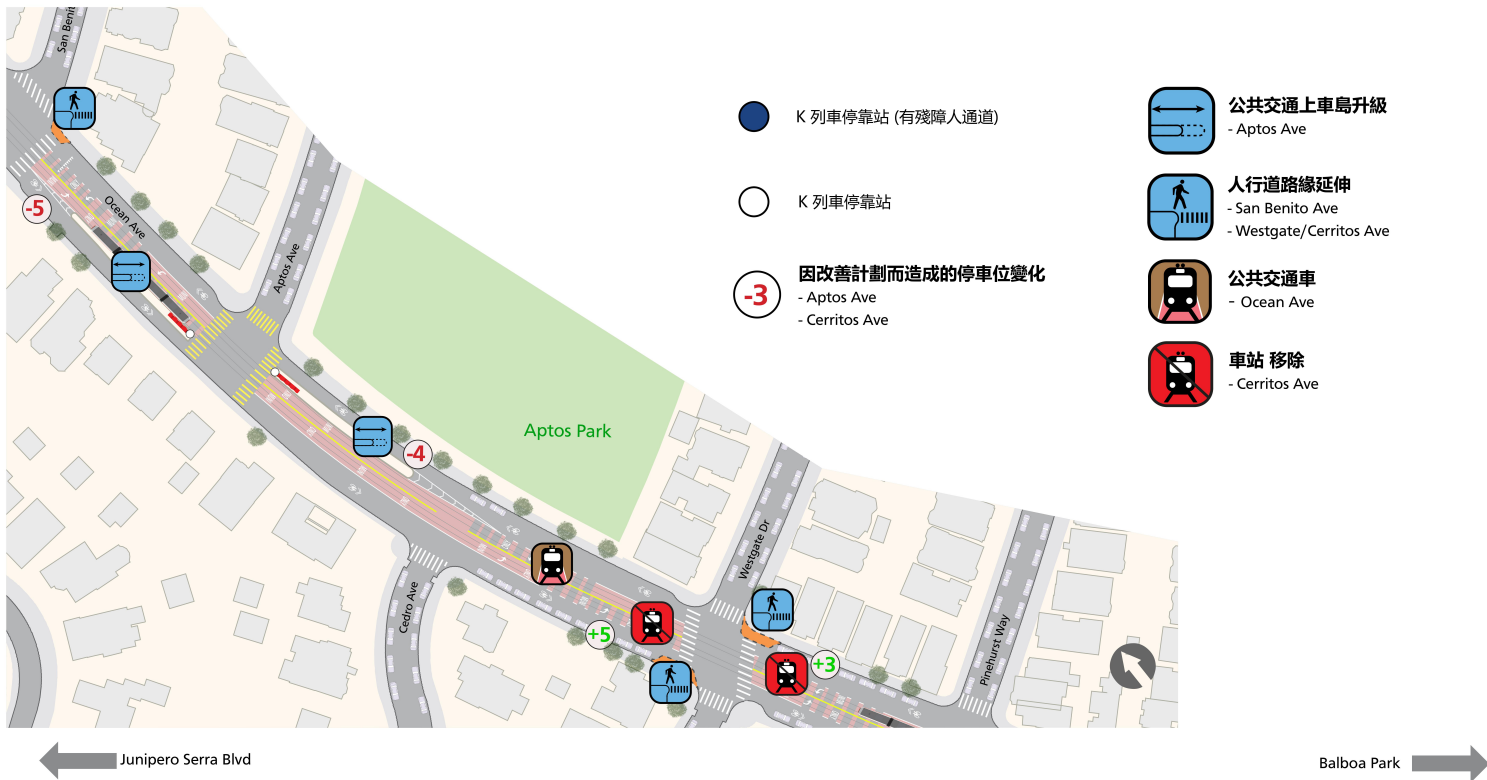 San Benit
-5
Ocean Ave
Aptos Ave
-4
Aptos Park
Cedro Ave
+5
Westgate Dr
+3
Pinehurst Way
K 列車停靠站 (有殘障人通道)
K 列車停靠站
-3
因改善計劃而造成的停車位變化
- Aptos Ave
- Cerritos Ave
公共交通上車島升級
- Aptos Ave
人行道路緣延伸
- San Benito Ave
- Westgate/Cerritos Ave
公共交通車
- Ocean Ave
車站 移除
- Cerritos Ave
Junipero Serra Blvd
Balboa Park